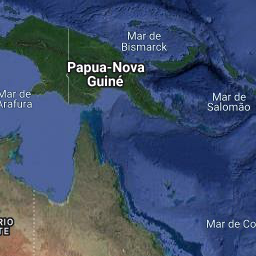 Mar de
Bismarck
Papua-Nova
Guiné
Mar de
Arafura
Mar de
Salomão
Mar de Co
RIO
TE